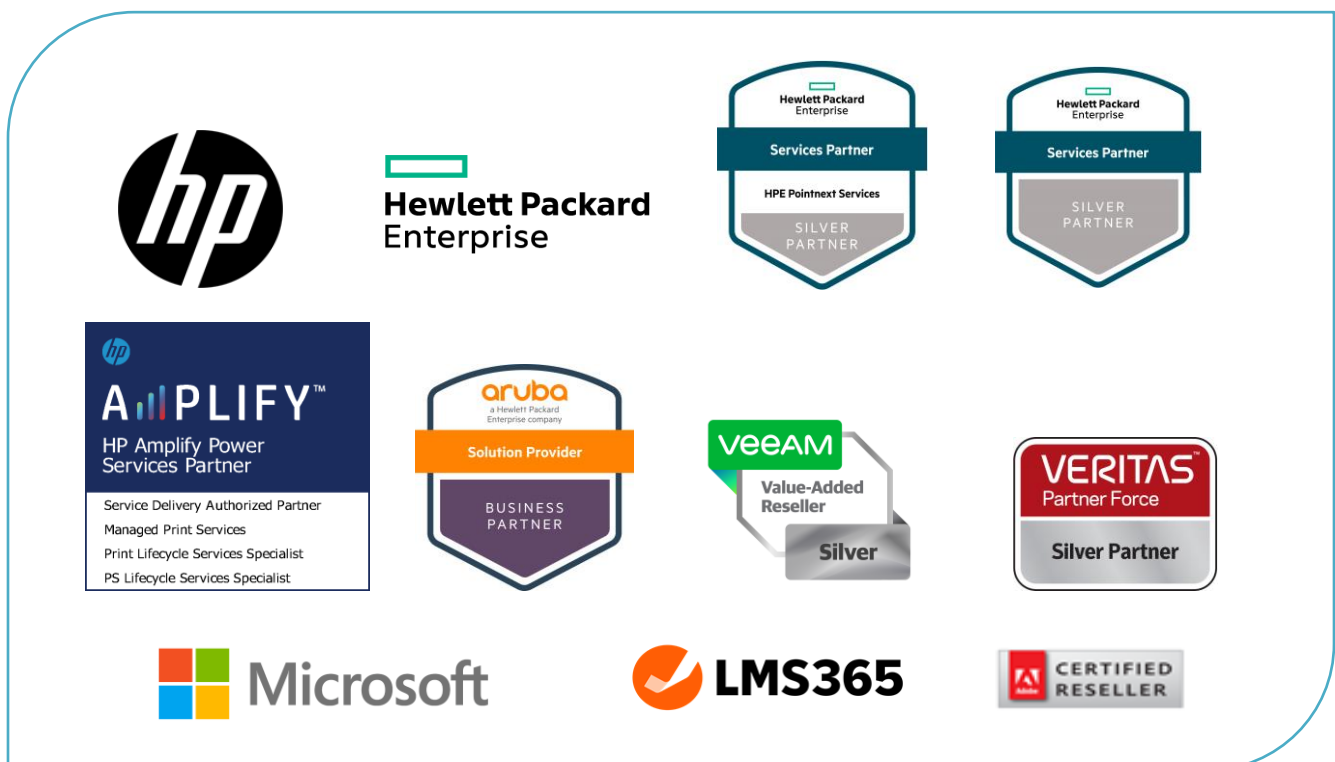 hp
Hewlett Packard
Enterprise
Hewlett Packard
Enterprise
Services Partner
HPE Pointnext Services
SILVER
PARTNER
Hewlett Packard
Enterprise
Services Partner
SILVER
PARTNER
hp
AMPLIFY™
HP Amplify Power
Services Partner
Service Delivery Authorized Partner
Managed Print Services
Print Lifecycle Services Specialist
PS Lifecycle Services Specialist
aruba
a Hewlett Packard
Enterprise company
Solution Provider
BUSINESS
PARTNER
veeAM
Value-Added
Reseller
Silver
VERITAS™
Partner Force
Silver Partner
Microsoft
LMS365
Adobe
CERTIFIED
RESELLER